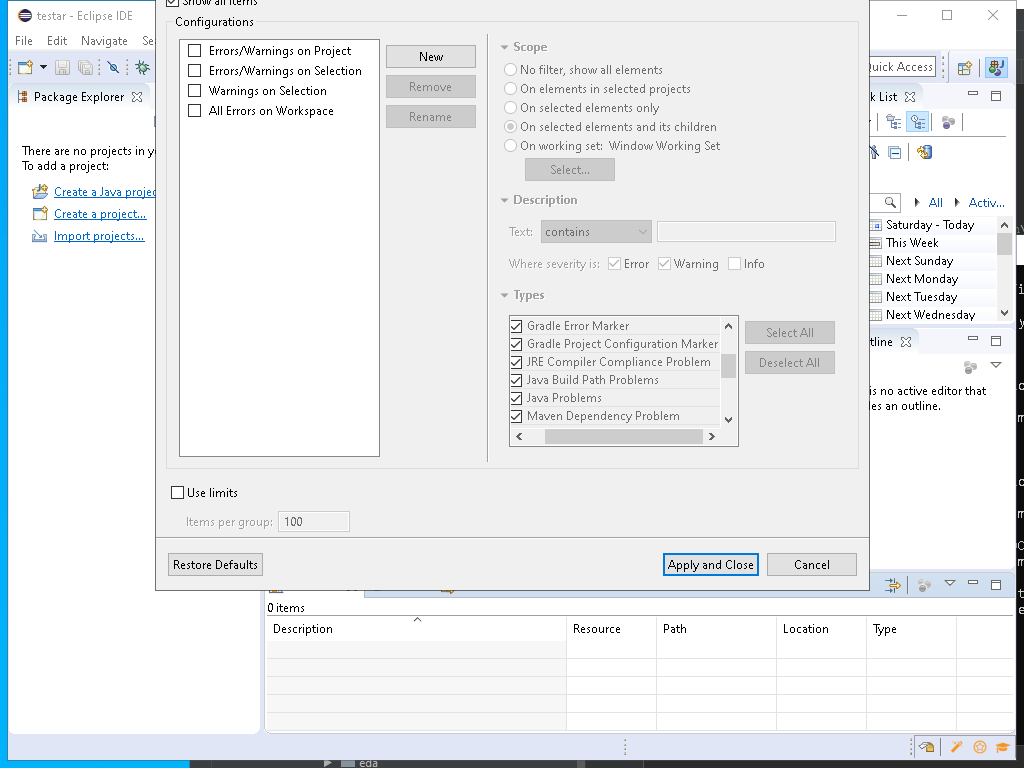 testar - Eclipse IDE
Show all items
File Edit Navigate Se
Configurations
Errors/Warnings on Project
Errors/Warnings on Selection
Warnings on Selection
All Errors on Workspace
New
Remove
Rename
Scope
No filter, show all elements
On elements in selected projects
On selected elements only
On selected elements and its children
On working set: Window Working Set
Select...
Description
Text: contains
Where severity is: Error Warning Info
Types
Gradle Error Marker
Gradle Project Configuration Marker
JRE Compiler Compliance Problem
Java Build Path Problems
Java Problems
Maven Dependency Problem
Select All
Deselect All
Use limits
Items per group: 100
Restore Defaults
Apply and Close
Cancel
Package Explorer
There are no projects in y
To add a project:
Create a Java projec
Create a project...
Import projects...
Quick Access
k List
All Activ...
Saturday - Today
This Week
Next Sunday
Next Monday
Next Tuesday
Next Wednesday
tline
is no active editor that
les an outline.
0 items
Description Resource Path Location Type
eda